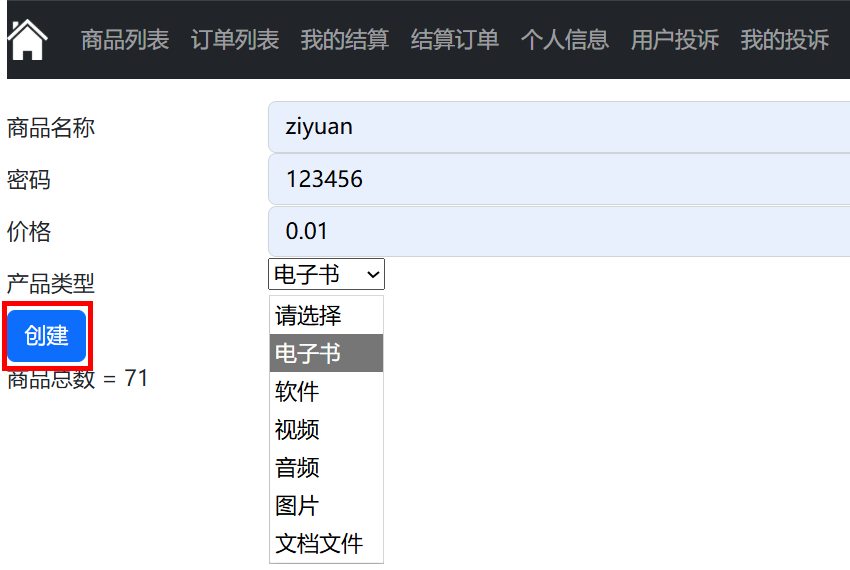 商品列表 订单列表 我的结算 结算订单 个人信息 用户投诉 我的投诉
商品名称 ziyuan
密码 123456
价格 0.01
产品类型 电子书
请选择
创建
电子书
商品总数 = 71
软件
视频
音频
图片
文档文件